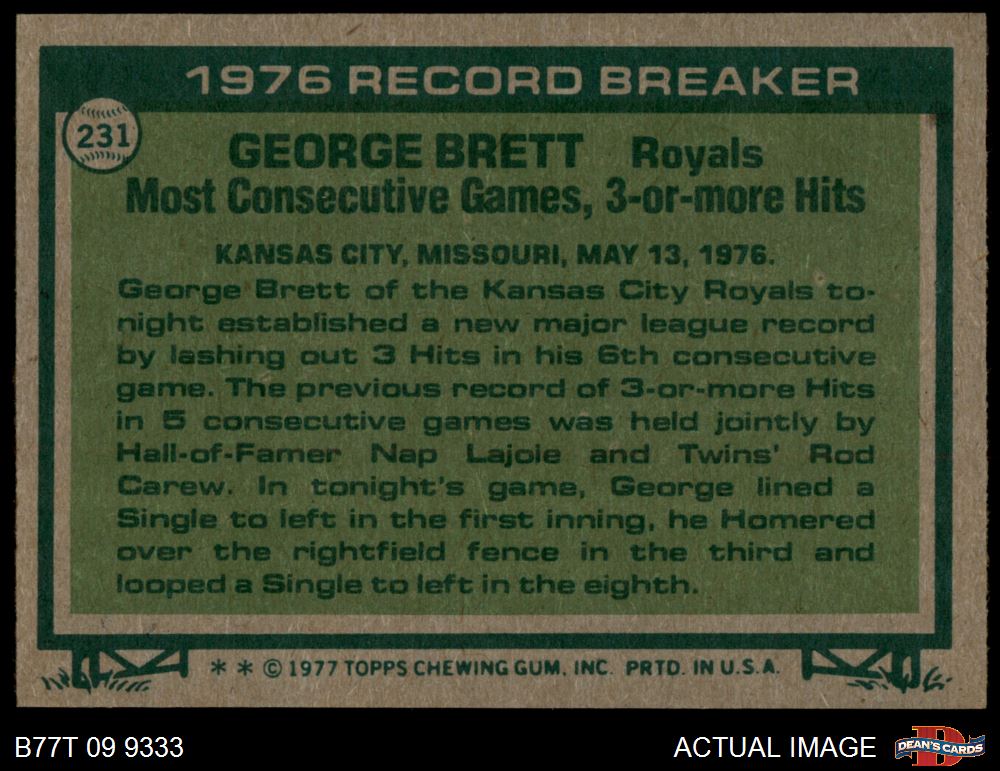 1976 RECORD BREAKER
231
GEORGE BRETT Royals
Most Consecutive Games, 3-or-more Hits
KANSAS CITY, MISSOURI, MAY 13, 1976.
George Brett of the Kansas City Royals to-
night established a new major league record
by lashing out 3 Hits in his 6th consecutive
game. The previous record of 3-or-more Hits
in 5 consecutive games was held jointly by
Hall-of-Famer Nap Lajoie and Twins' Rod
Carew. In tonight's game, George lined a
Single to left in the first inning, he Homered
over the rightfield fence in the third and
looped a Single to left in the eighth.
* * © 1977 TOPPS CHEWING GUM, INC. PRTD. IN U.S.A.
B77T 09 9333
ACTUAL IMAGE
D
DEAN'S CARDS